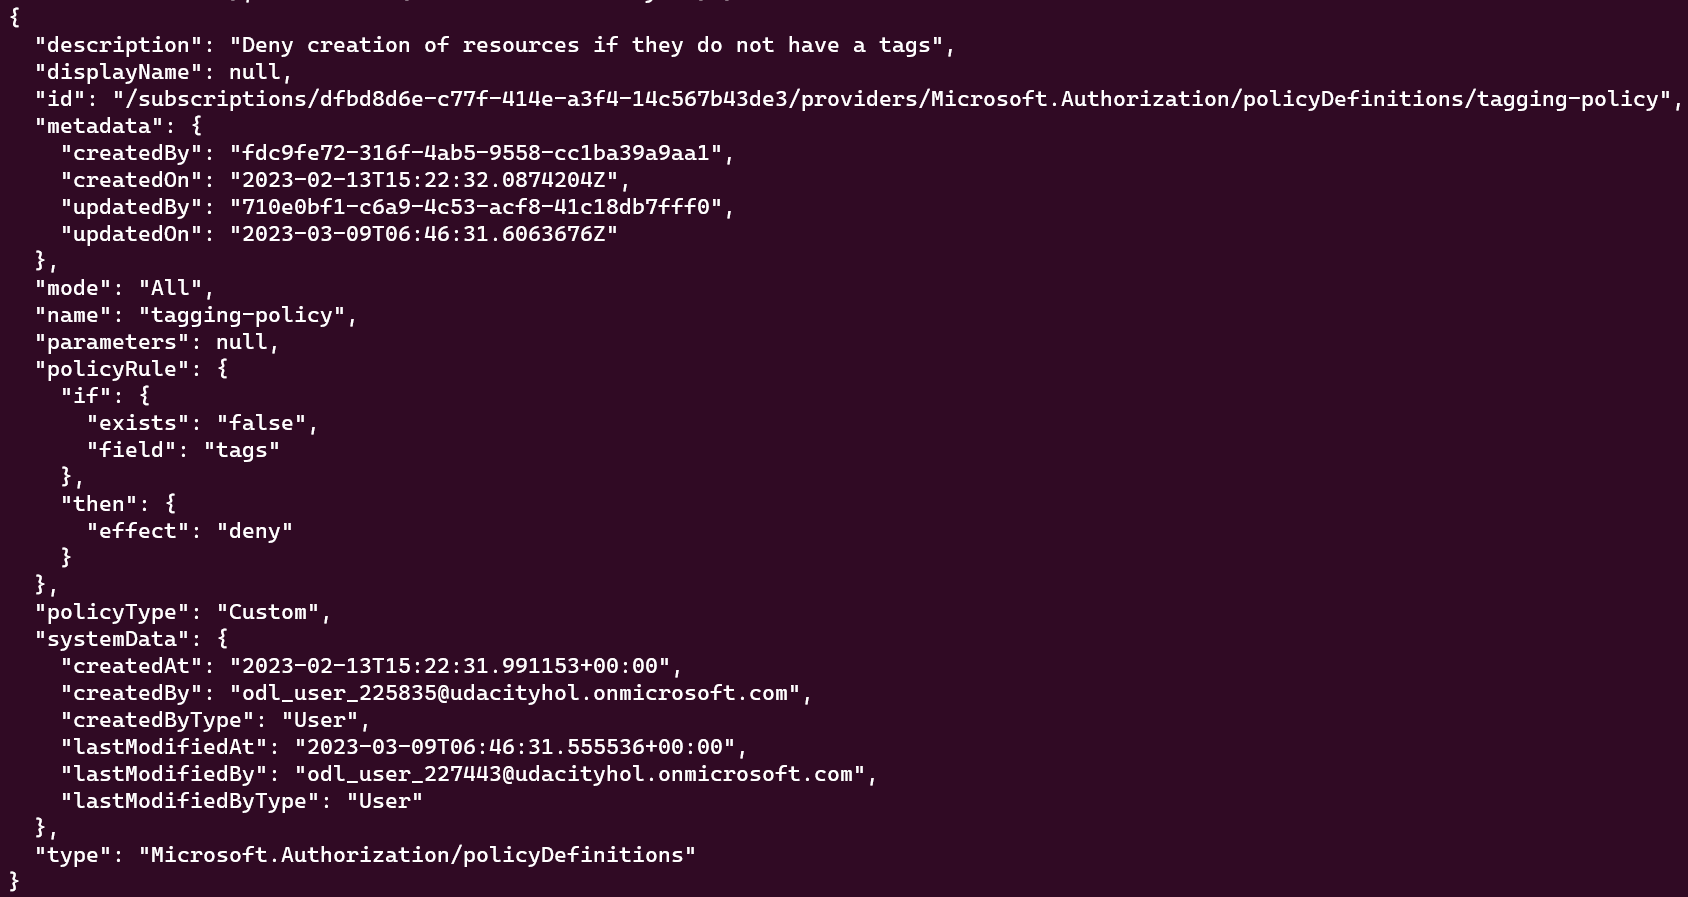 {
  "description": "Deny creation of resources if they do not have a tags",
  "displayName": null,
  "id": "/subscriptions/dfbd8d6e-c77f-414e-a3f4-14c567b43de3/providers/Microsoft.Authorization/policyDefinitions/tagging-policy",
  "metadata": {
    "createdBy": "fdc9fe72-316f-4ab5-9558-cc1ba39a9aa1",
    "createdOn": "2023-02-13T15:22:32.0874204Z",
    "updatedBy": "710e0bf1-c6a9-4c53-acf8-41c18db7fff0",
    "updatedOn": "2023-03-09T06:46:31.6063676Z"
  },
  "mode": "All",
  "name": "tagging-policy",
  "parameters": null,
  "policyRule": {
    "if": {
      "exists": "false",
      "field": "tags"
    },
    "then": {
      "effect": "deny"
    }
  },
  "policyType": "Custom",
  "systemData": {
    "createdAt": "2023-02-13T15:22:31.991153+00:00",
    "createdBy": "odl_user_225835@udacityhol.onmicrosoft.com",
    "createdByType": "User",
    "lastModifiedAt": "2023-03-09T06:46:31.555536+00:00",
    "lastModifiedBy": "odl_user_227443@udacityhol.onmicrosoft.com",
    "lastModifiedByType": "User"
  },
  "type": "Microsoft.Authorization/policyDefinitions"
}